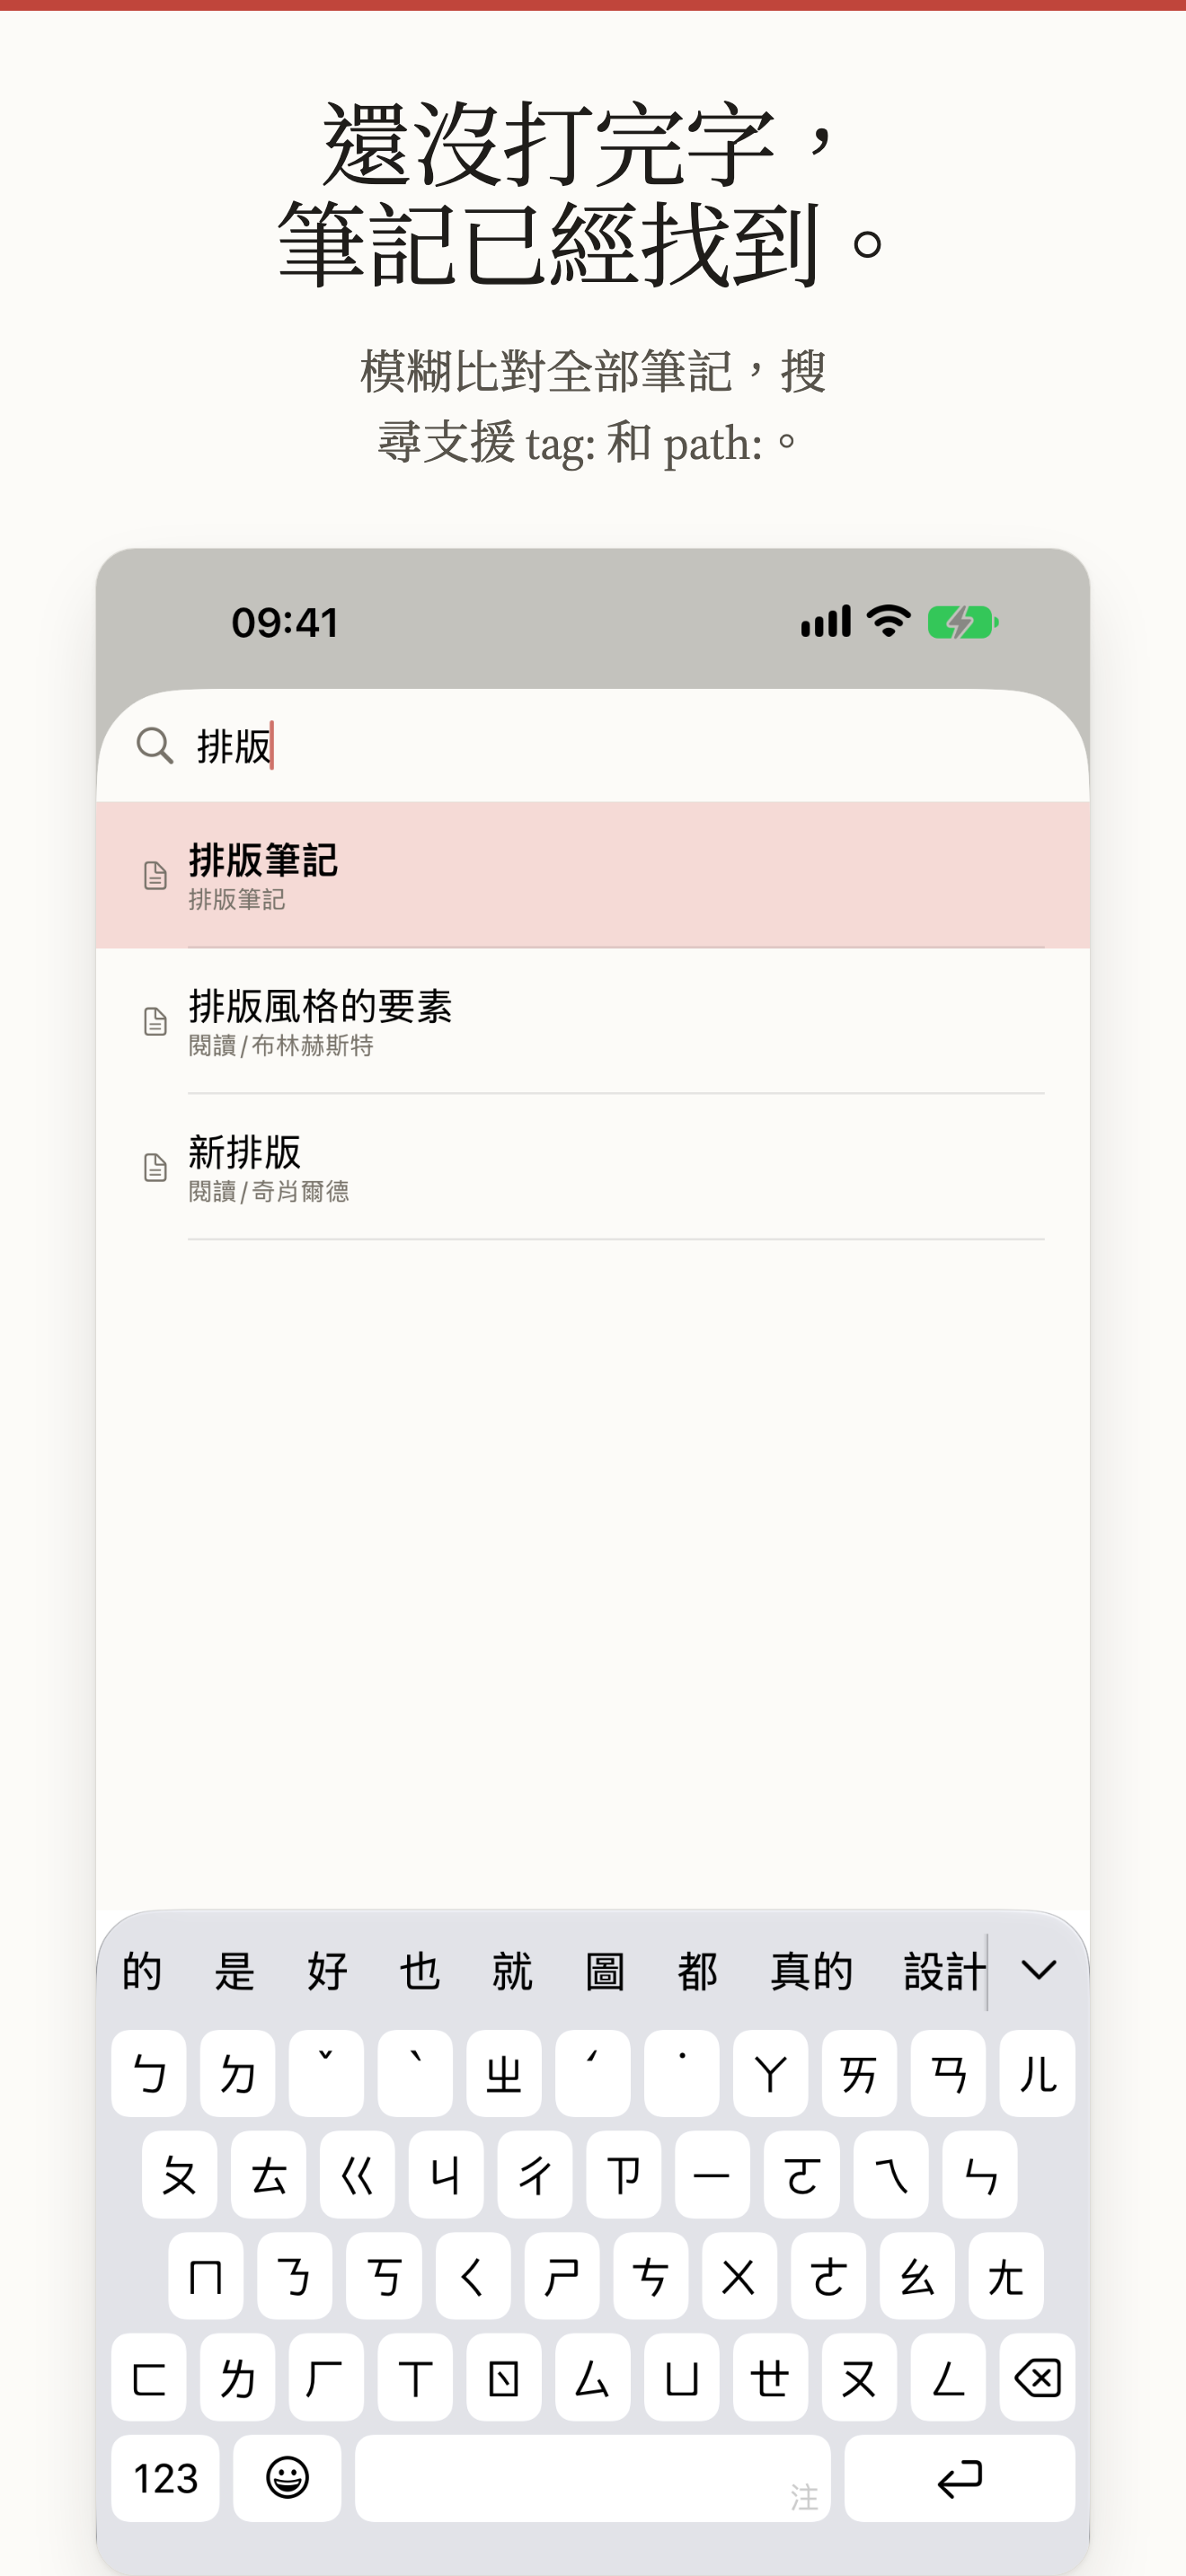 還沒打完字，
筆記已經找到。
模糊比對全部筆記，搜
尋支援 tag: 和 path:。
09:41
排版
排版筆記
排版筆記
排版風格的要素
閱讀/布林赫斯特
新排版
閱讀/奇肖爾德
的 是 好 也 就 圖 都 真的 設計
ㄅ ㄉ ˇ ˋ ㄓ ˊ ˙ ㄚ ㄞ ㄢ ㄦ
ㄆ ㄊ ㄍ ㄐ ㄔ ㄗ ㄧ ㄛ ㄟ ㄣ
ㄇ ㄋ ㄎ ㄑ ㄕ ㄘ ㄨ ㄜ ㄠ ㄤ
ㄈ ㄌ ㄏ ㄒ ㄖ ㄙ ㄩ ㄝ ㄡ ㄥ
123 注